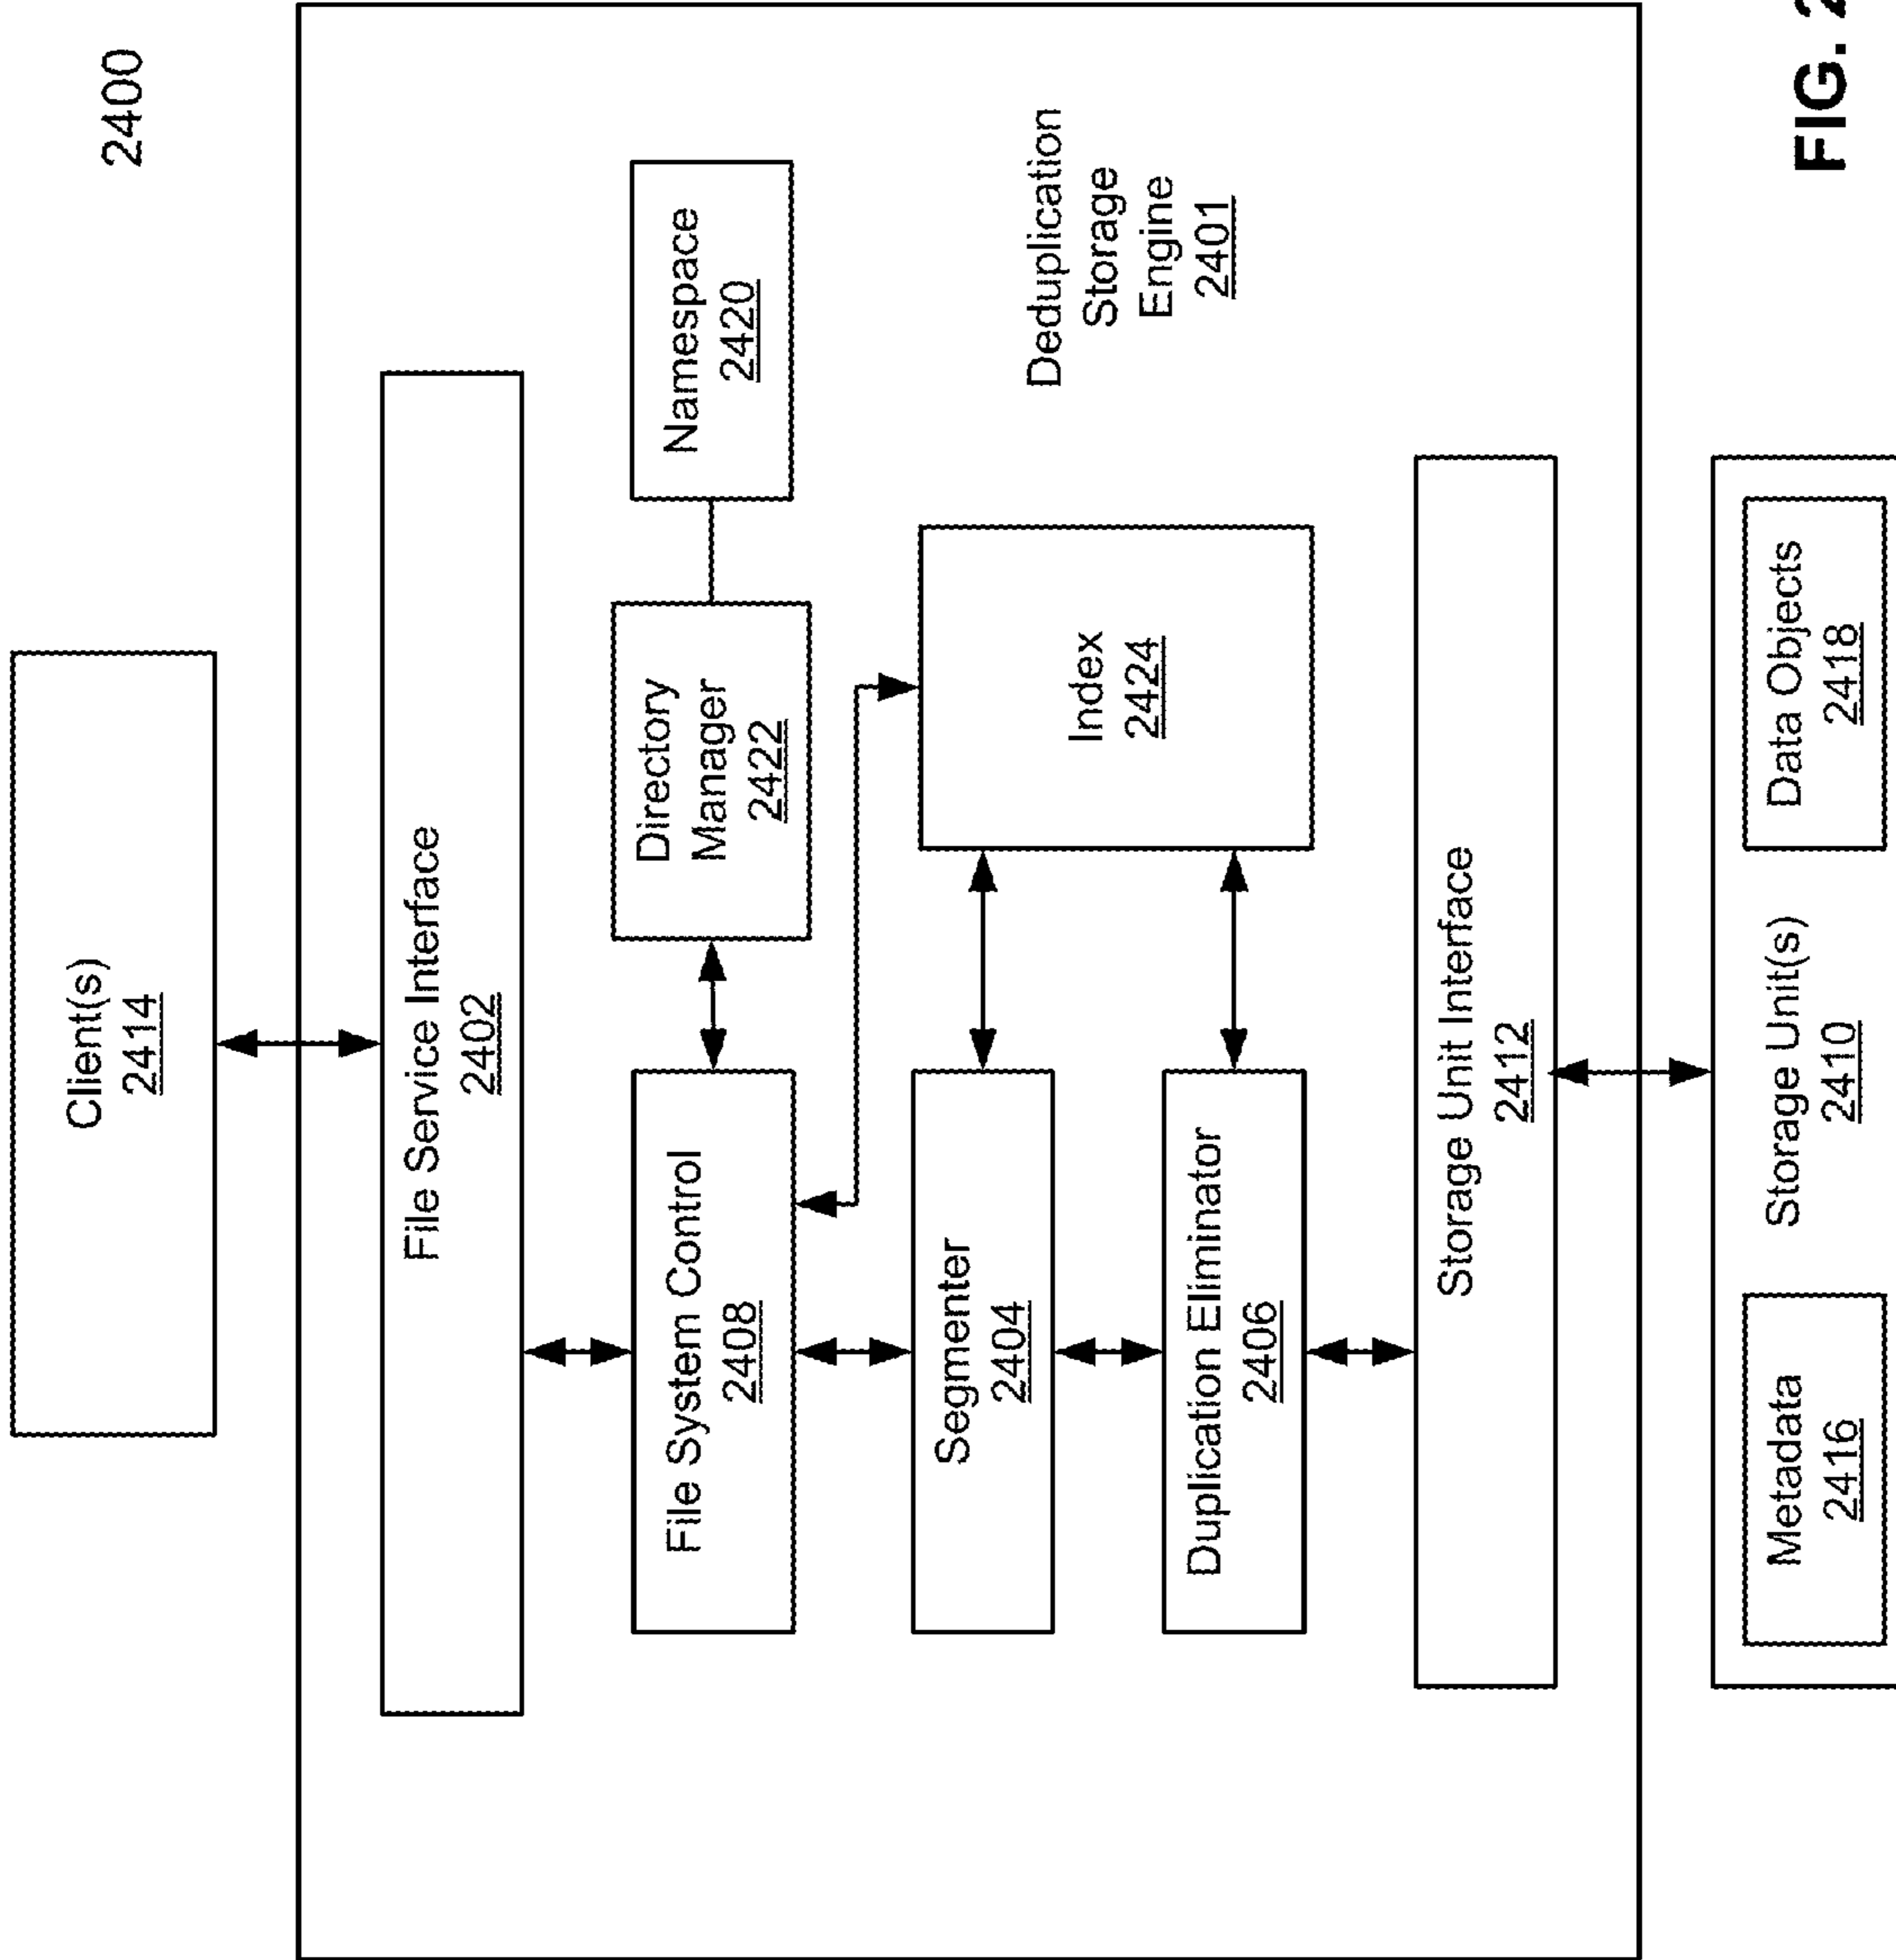 2400
Client(s)
2414
File Service Interface
2402
File System Control
2408
Directory
Manager
2422
Namespace
2420
Segmenter
2404
Index
2424
Duplication Eliminator
2406
Deduplication
Storage
Engine
2401
Storage Unit Interface
2412
Metadata
2416
Storage Unit(s)
2410
Data Objects
2418
FIG.